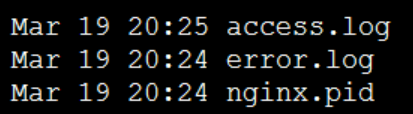 Mar 19 20:25 access.log
Mar 19 20:24 error.log
Mar 19 20:24 nginx.pid